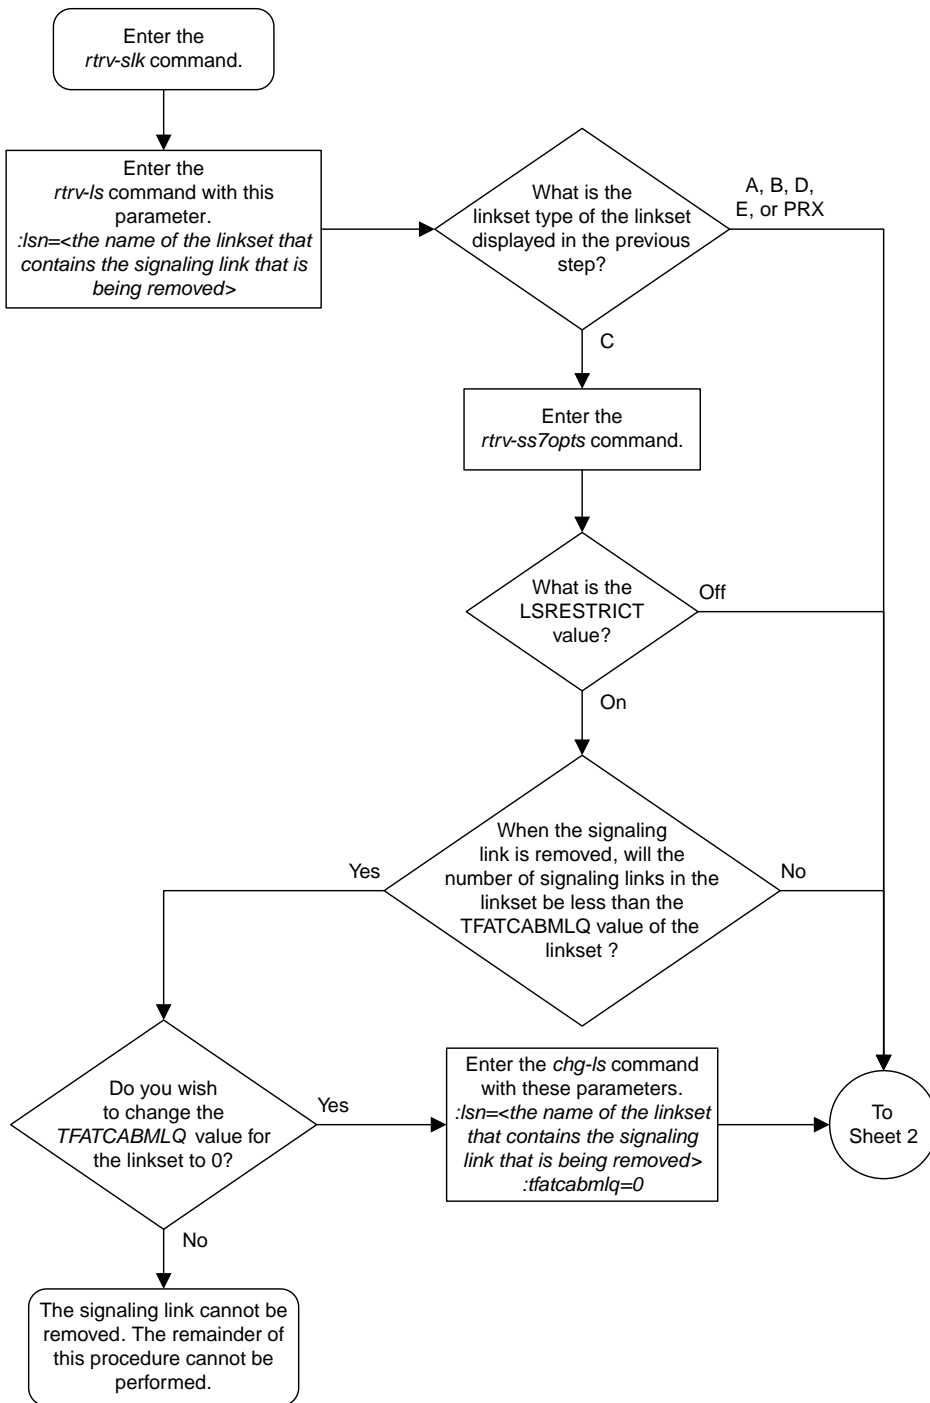 Enter the
rtrv-slk command.
Enter the
rtrv-ls command with this
parameter.
:lsn=<the name of the linkset that
contains the signaling link that is
being removed>
What is the
linkset type of the linkset
displayed in the previous
step?
A, B, D,
E, or PRX
C
Enter the
rtrv-ss7opts command.
What is the
LSRESTRICT
value?
Off
On
When the signaling
link is removed, will the
number of signaling links in the
linkset be less than the
TFATCABMLQ value of the
linkset ?
Yes
No
Do you wish
to change the
TFATCABMLQ value for
the linkset to 0?
Yes
No
Enter the chg-ls command
with these parameters.
:lsn=<the name of the linkset
that contains the signaling
link that is being removed>
:tfatcabmlq=0
To
Sheet 2
The signaling link cannot be
removed. The remainder of
this procedure cannot be
performed.